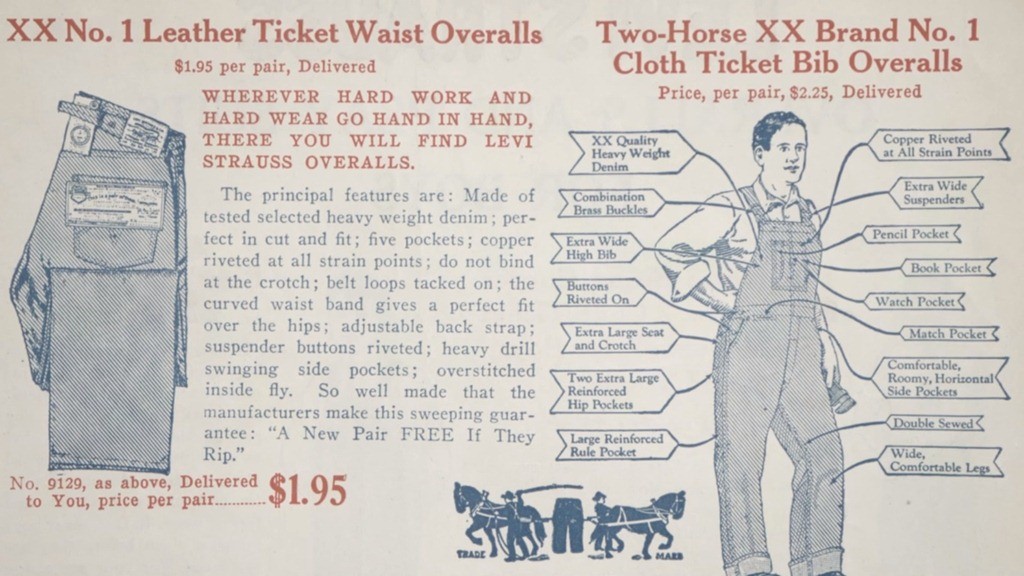 XX No. 1 Leather Ticket Waist Overalls
$1.95 per pair, Delivered
WHEREVER HARD WORK AND
HARD WEAR GO HAND IN HAND,
THERE YOU WILL FIND LEVI
STRAUSS OVERALLS.
The principal features are: Made of
tested selected heavy weight denim; per-
fect in cut and fit; five pockets; copper
riveted at all strain points; do not bind
at the crotch; belt loops tacked on; the
curved waist band gives a perfect fit
over the hips; adjustable back strap;
suspender buttons riveted; heavy drill
swinging side pockets; overstitched
inside fly. So well made that the
manufacturers make this sweeping guar-
antee: "A New Pair FREE If They
Rip."
No. 9129, as above, Delivered
to You, price per pair............ $1.95
Two-Horse XX Brand No. 1
Cloth Ticket Bib Overalls
Price, per pair, $2.25, Delivered
XX Quality
Heavy Weight
Denim
Combination
Brass Buckles
Extra Wide
High Bib
Buttons
Riveted On
Extra Large Seat
and Crotch
Two Extra Large
Reinforced
Hip Pockets
Large Reinforced
Rule Pocket
Copper Riveted
at All Strain Points
Extra Wide
Suspenders
Pencil Pocket
Book Pocket
Watch Pocket
Match Pocket
Comfortable,
Roomy, Horizontal
Side Pockets
Double Sewed
Wide,
Comfortable Legs
TRADE MARK